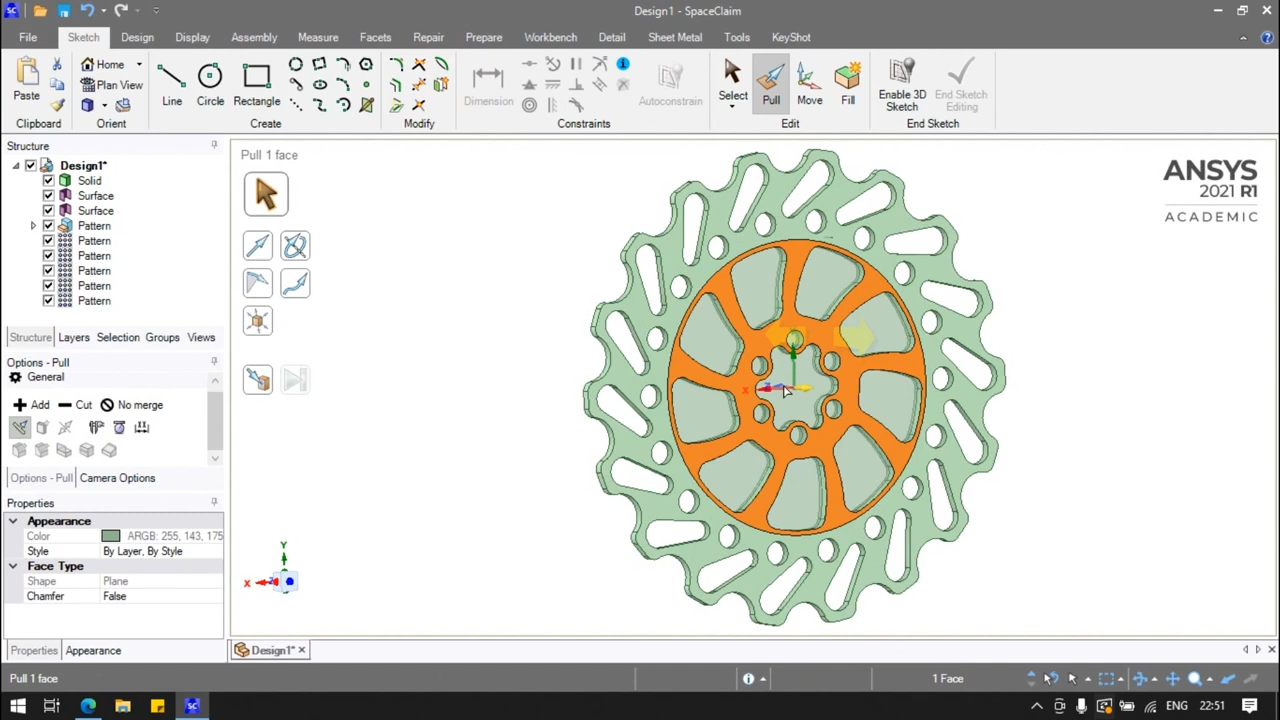 Design1 - SpaceClaim
File Sketch Design Display Assembly Measure Facets Repair Prepare Workbench Detail Sheet Metal Tools KeyShot
Paste
Clipboard
Home
Plan View
Orient
Line
Circle
Rectangle
Create
Modify
Dimension
Autoconstrain
Constraints
Select
Pull
Move
Fill
Edit
Enable 3D
Sketch
End Sketch
Editing
End Sketch
Structure
Design1*
Solid
Surface
Surface
Pattern
Pattern
Pattern
Pattern
Pattern
Pattern
Structure Layers Selection Groups Views
Options - Pull
General
Add Cut No merge
Options - Pull Camera Options
Properties
Appearance
Color ARGB: 255, 143, 175
Style By Layer, By Style
Face Type
Shape Plane
Chamfer False
Properties Appearance
Pull 1 face
ANSYS
2021 R1
ACADEMIC
X
Z
Y
X
Z
Design1*
Pull 1 face
1 Face
ENG 22:51